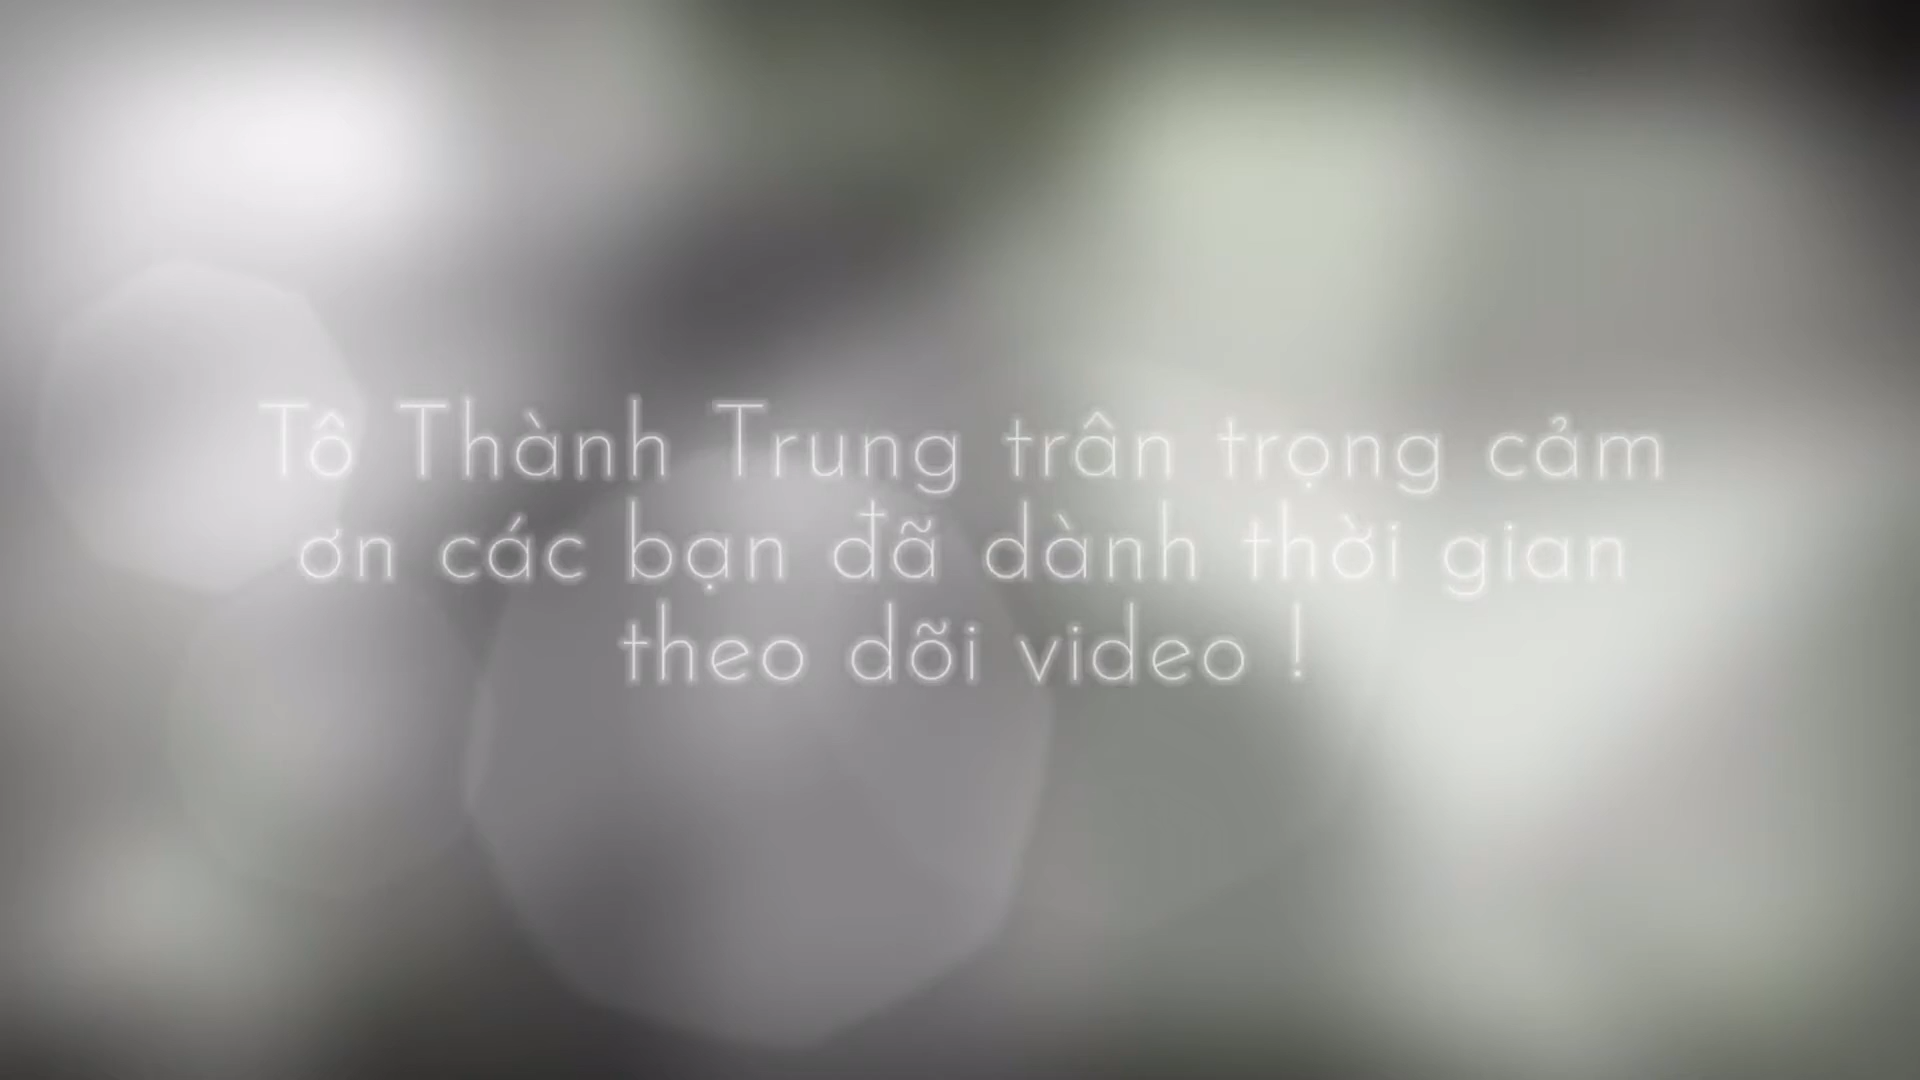 Tô Thành Trung trân trọng cảm
ơn các bạn đã dành thời gian
theo dõi video !